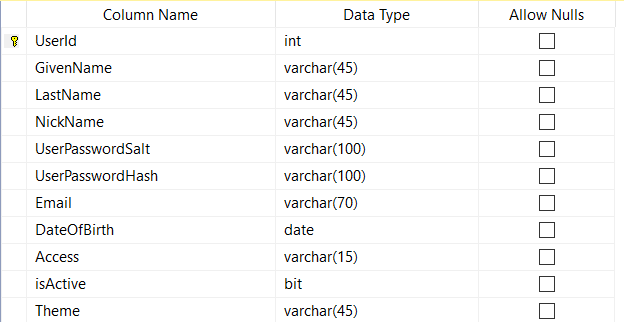 Column Name Data Type Allow Nulls
UserId int
GivenName varchar(45)
LastName varchar(45)
NickName varchar(45)
UserPasswordSalt varchar(100)
UserPasswordHash varchar(100)
Email varchar(70)
DateOfBirth date
Access varchar(15)
isActive bit
Theme varchar(45)